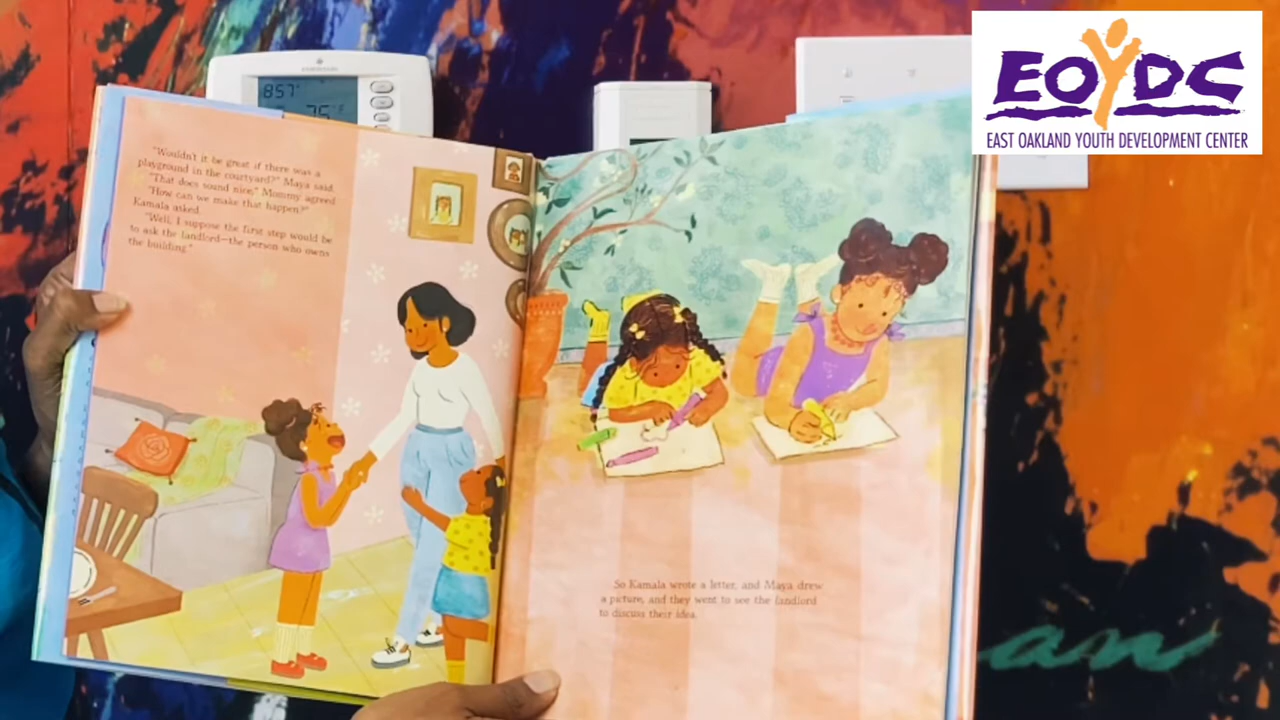 857
75°F
EOYDC
EAST OAKLAND YOUTH DEVELOPMENT CENTER
"Wouldn't it be great if there was a
playground in the courtyard?" Maya said.
"That does sound nice," Mommy agreed.
"How can we make that happen?"
Kamala asked.
"Well, I suppose the first step would be
to ask the landlord—the person who owns
the building."
So Kamala wrote a letter, and Maya drew
a picture, and they went to see the landlord
to discuss their idea.
an